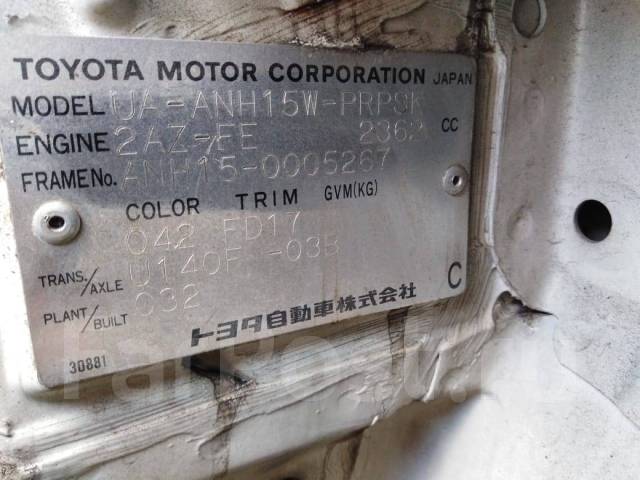 TOYOTA MOTOR CORPORATION JAPAN
MODEL UA-ANH15W-PRPSK
ENGINE 2AZ-FE 2362 CC
FRAME No. ANH15-0005267
COLOR TRIM GVM(KG)
042 FD17
TRANS./AXLE U140F -03B
PLANT/BUILT 032
C
トヨタ自動車株式会社
30881